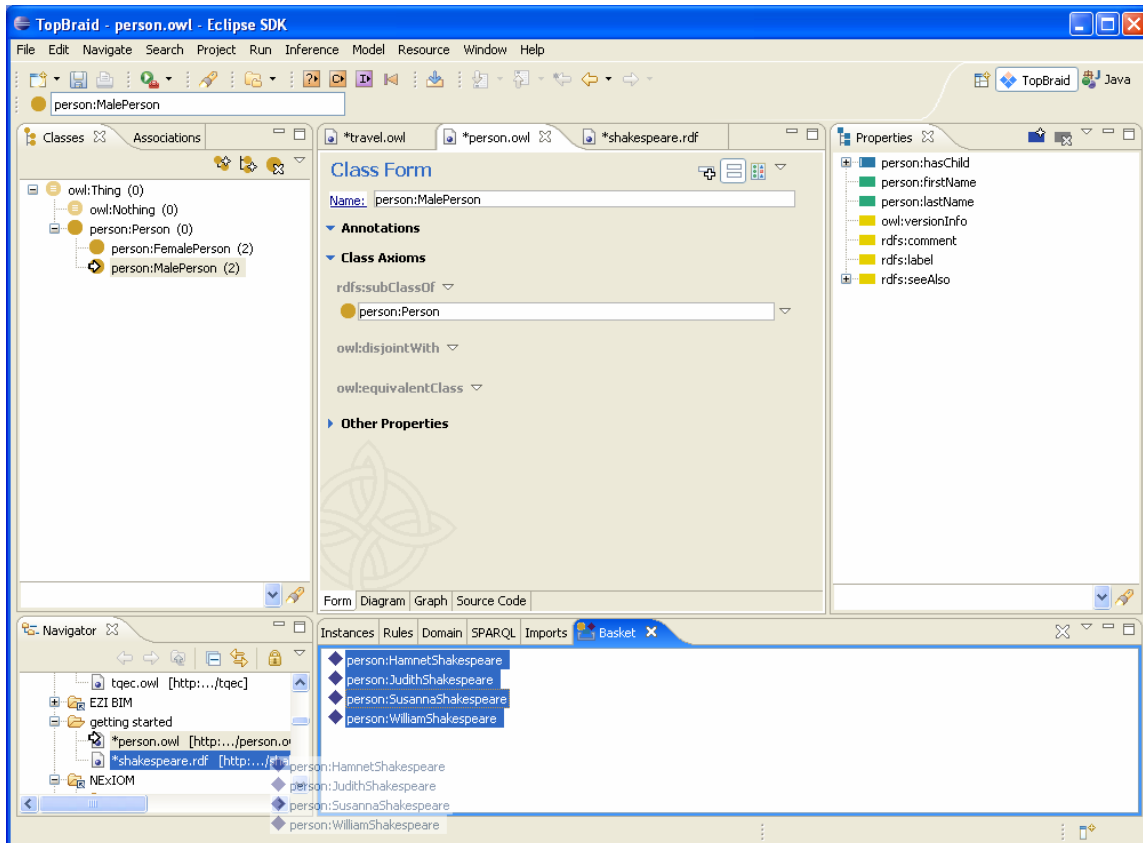 TopBraid - person.owl - Eclipse SDK
File Edit Navigate Search Project Run Inference Model Resource Window Help
TopBraid Java
person:MalePerson
Classes Associations
*travel.owl *person.owl *shakespeare.rdf
Properties
owl:Thing (0)
owl:Nothing (0)
person:Person (0)
person:FemalePerson (2)
person:MalePerson (2)
Class Form
Name: person:MalePerson
Annotations
Class Axioms
rdfs:subClassOf
person:Person
owl:disjointWith
owl:equivalentClass
Other Properties
Form Diagram Graph Source Code
person:hasChild
person:firstName
person:lastName
owl:versionInfo
rdfs:comment
rdfs:label
rdfs:seeAlso
Navigator
tqec.owl [http:.../tqec]
EZI BIM
getting started
*person.owl [http:.../person.o
*shakespeare.rdf [http:.../sha
NExIOM
Instances Rules Domain SPARQL Imports Basket
person:HamnetShakespeare
person:JudithShakespeare
person:SusannaShakespeare
person:WilliamShakespeare
person:HamnetShakespeare
person:JudithShakespeare
person:SusannaShakespeare
person:WilliamShakespeare